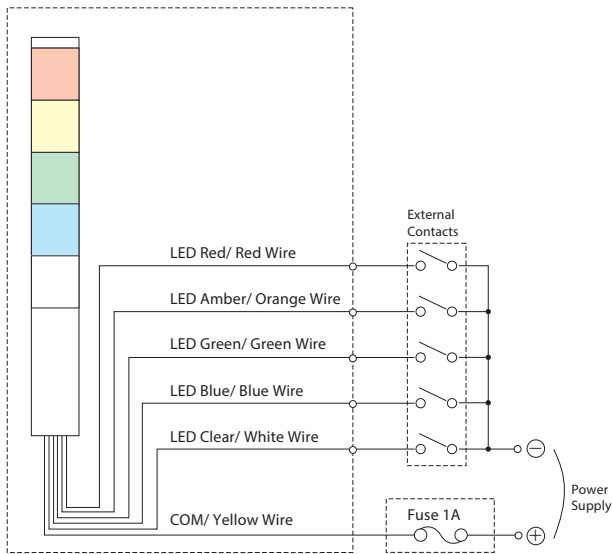 External
Contacts
LED Red/ Red Wire
LED Amber/ Orange Wire
LED Green/ Green Wire
LED Blue/ Blue Wire
LED Clear/ White Wire
Power
Supply
COM/ Yellow Wire
Fuse 1A